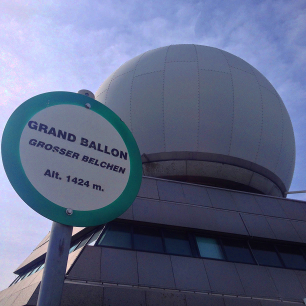 GRAND BALLON
GROSSER BELCHEN
Alt. 1424 m.